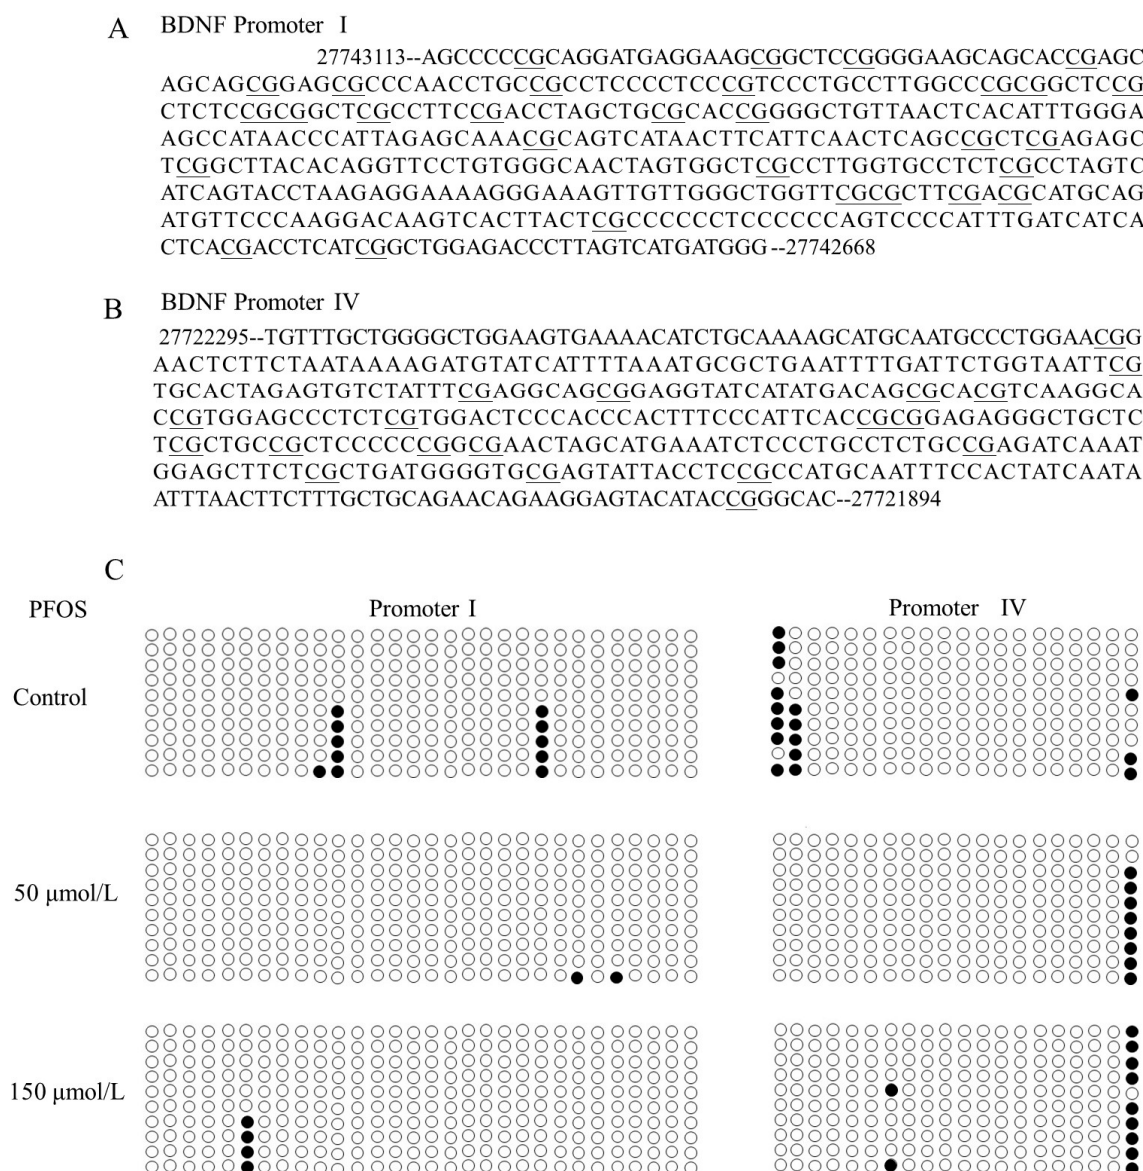 A BDNF Promoter I
27743113--AGCCCCCGCAGGATGAGGAAGCGGCTCCGGGGAAGCAGCACCGAGC
AGCAGCGGAGCGCCCAACCTGCCGCCTCCCCTCCCGTCCCTGCCTTGGCCCGCGGCTCCG
CTCTCCGCGGCTCGCCTTCCGACCTAGCTGCGCACCGGGGCTGTTAACTCACATTTGGGA
AGCCATAACCCATTAGAGCAAACGCAGTCATAACTTCATTCAACTCAGCCGCTCGAGAGC
TCGGCTTACACAGGTTCCTGTGGGCAACTAGTGGCTCGCCTTGGTGCCTCTCGCCTAGTC
ATCAGTACCTAAGAGGAAAAGGGAAAGTTGTTGGGCTGGTTCGCGCTTCGACGCATGCAG
ATGTTCCCAAGGACAAGTCACTTACTCGCCCCCCTCCCCCCAGTCCCCATTTGATCATCA
CTCACGACCTCATCGGCTGGAGACCCTTAGTCATGATGGG--27742668
B BDNF Promoter IV
27722295--TGTTTGCTGGGGCTGGAAGTGAAAACATCTGCAAAAGCATGCAATGCCCTGGAACGG
AACTCTTCTAATAAAAGATGTATCATTTTAAATGCGCTGAATTTTGATTCTGGTAATTCG
TGCACTAGAGTGTCTATTTCGAGGCAGCGGAGGTATCATATGACAGCGCACGTCAAGGCA
CCGTGGAGCCCTCTCGTGGACTCCCACCCACTTTCCCATTCACCGCGGAGAGGGCTGCTC
TCGCTGCCGCTCCCCCCGGCGAACTAGCATGAAATCTCCCTGCCTCTGCCGAGATCAAAT
GGAGCTTCTCGCTGATGGGGTGCGAGTATTACCTCCGCCATGCAATTTCCACTATCAATA
ATTTAACTTCTTTGCTGCAGAACAGAAGGAGTACATACCGGGCAC--27721894
C
PFOS Promoter I Promoter IV
Control
50 μmol/L
150 μmol/L